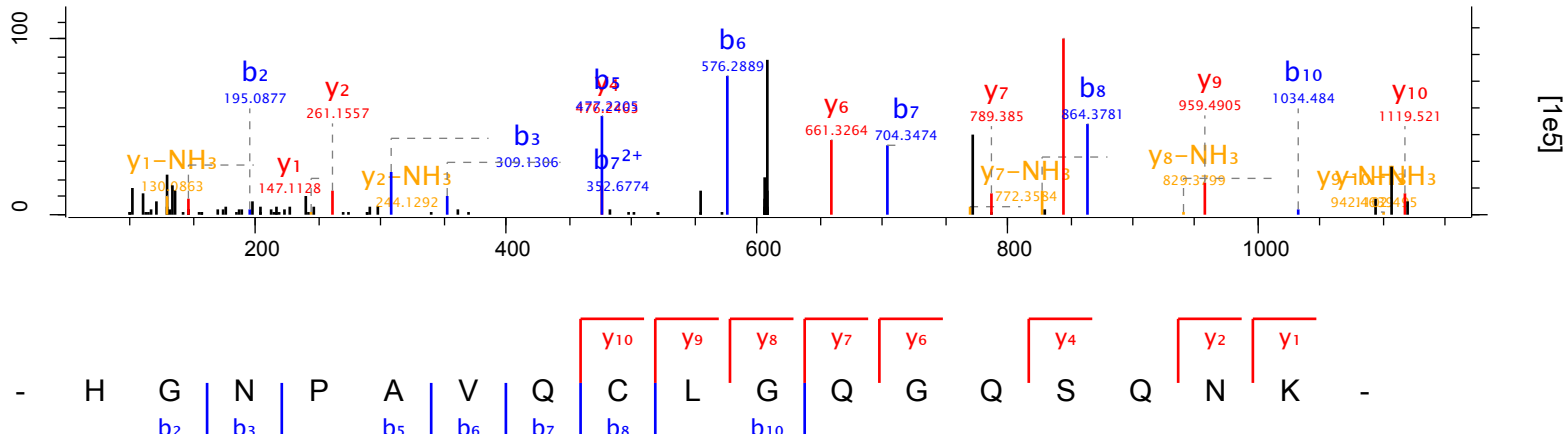 100
0
[1e5]
y1-NH3
130.0863
y1
147.1128
b2
195.0877
y2-NH3
244.1292
y2
261.1557
b3
309.1306
b7 2+
352.6774
y4
b5
477.2205
b6
576.2889
y6
661.3264
b7
704.3474
y7-NH3
772.3584
y7
789.385
y8-NH3
829.3799
b8
864.3781
y9
959.4905
b10
1034.484
y10
1119.521
200 400 600 800 1000
y10 y9 y8 y7 y6 y4 y2 y1
- H G N P A V Q C L G Q G Q S Q N K -
b2 b3 b5 b6 b7 b8 b10